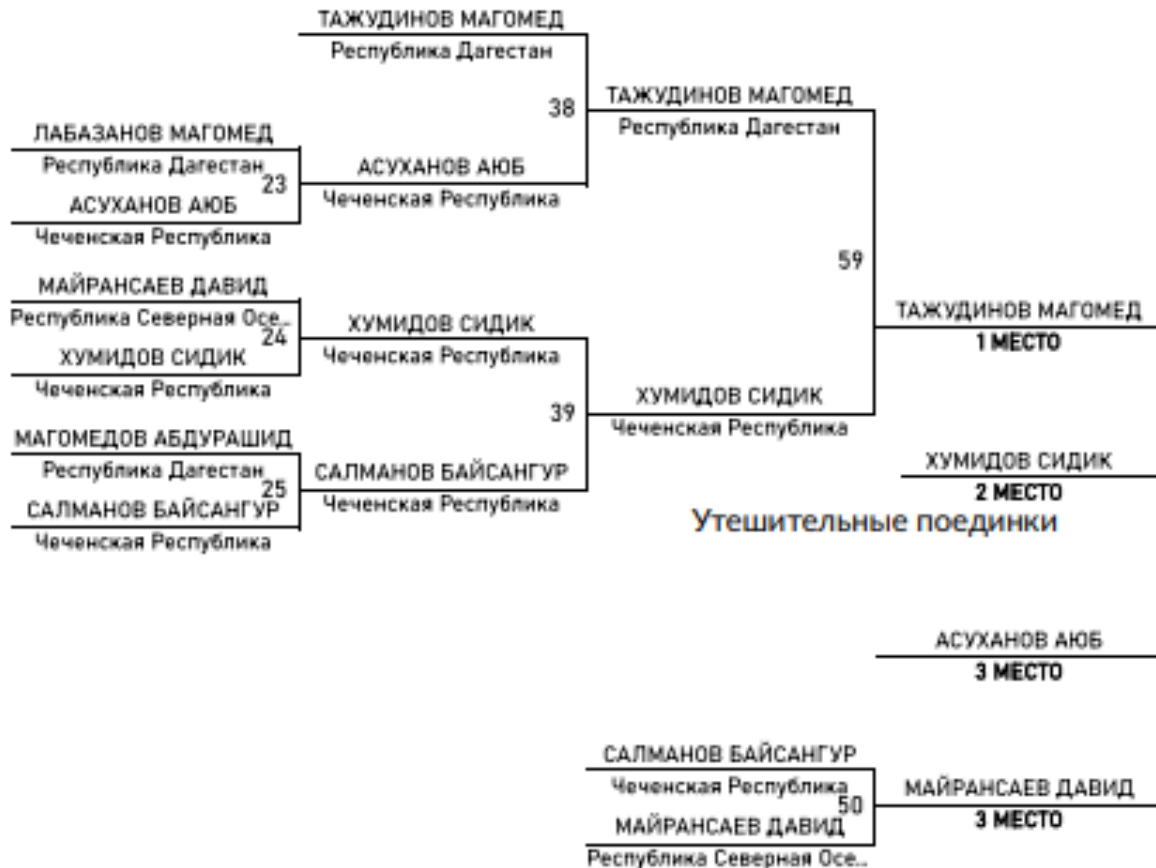 ТАЖУДИНОВ МАГОМЕД
Республика Дагестан
38
ТАЖУДИНОВ МАГОМЕД
Республика Дагестан
ЛАБАЗАНОВ МАГОМЕД
Республика Дагестан
23
АСУХАНОВ АЮБ
Чеченская Республика
АСУХАНОВ АЮБ
Чеченская Республика
59
МАЙРАНСАЕВ ДАВИД
Республика Северная Осе...
24
ХУМИДОВ СИДИК
Чеченская Республика
ХУМИДОВ СИДИК
Чеченская Республика
ТАЖУДИНОВ МАГОМЕД
1 МЕСТО
39
ХУМИДОВ СИДИК
Чеченская Республика
МАГОМЕДОВ АБДУРАШИД
Республика Дагестан
25
САЛМАНОВ БАЙСАНГУР
Чеченская Республика
САЛМАНОВ БАЙСАНГУР
Чеченская Республика
ХУМИДОВ СИДИК
2 МЕСТО
Утешительные поединки
АСУХАНОВ АЮБ
3 МЕСТО
САЛМАНОВ БАЙСАНГУР
Чеченская Республика
50
МАЙРАНСАЕВ ДАВИД
Республика Северная Осе...
МАЙРАНСАЕВ ДАВИД
3 МЕСТО